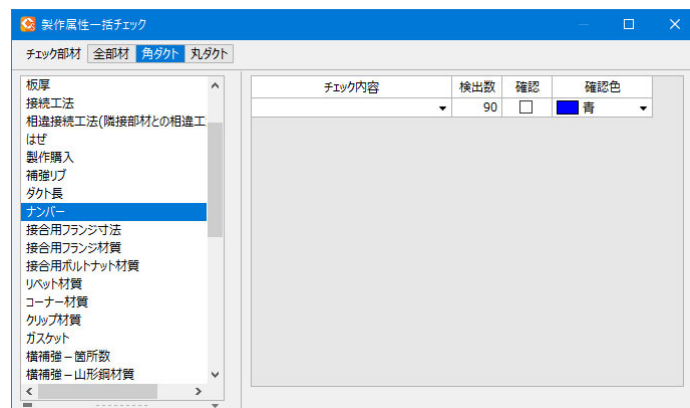 製作属性一括チェック
チェック部材 全部材 角ダクト 丸ダクト
板厚
接続工法
相違接続工法(隣接部材との相違工
はぜ
製作購入
補強リブ
ダクト長
ナンバー
接合用フランジ寸法
接合用フランジ材質
接合用ボルトナット材質
リベット材質
コーナー材質
クリップ材質
ガスケット
横補強－箇所数
横補強－山形鋼材質
チェック内容 検出数 確認 確認色
90 青